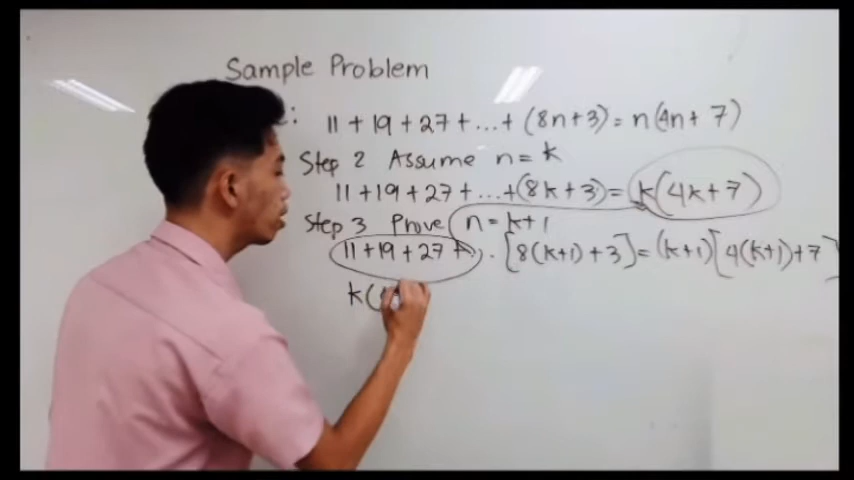 Sample Problem
: 11 + 19 + 27 + ... + (8n + 3) = n(4n + 7)
Step 2 Assume n = k
11 + 19 + 27 + ... + (8k + 3) = k(4k + 7)
Step 3 Prove n = k+1
11 + 19 + 27 + .. . [8(k+1) + 3] = (k+1)[4(k+1)+7]
k(